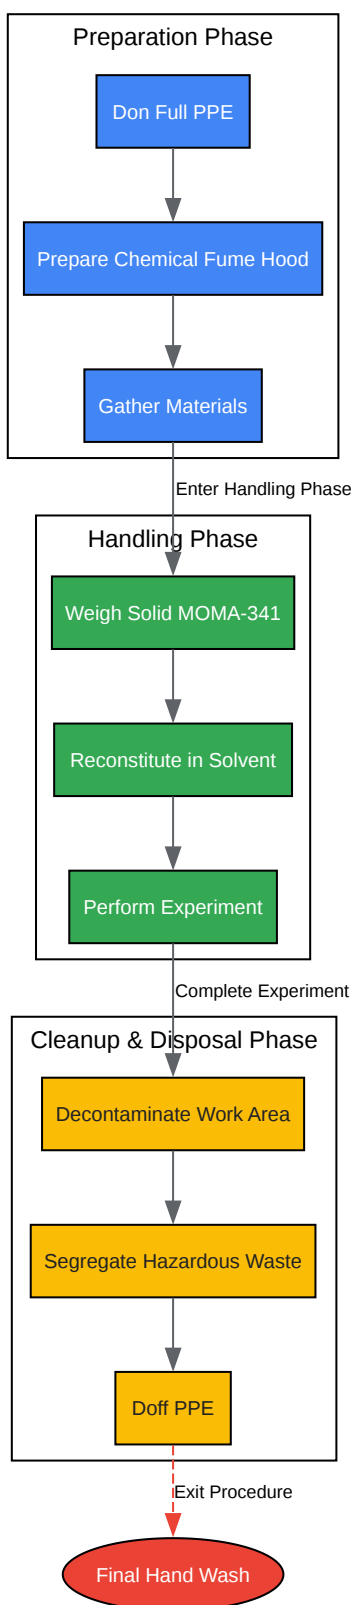 Preparation Phase
Don Full PPE
Prepare Chemical Fume Hood
Gather Materials
Enter Handling Phase
Handling Phase
Weigh Solid MOMA-341
Reconstitute in Solvent
Perform Experiment
Complete Experiment
Cleanup & Disposal Phase
Decontaminate Work Area
Segregate Hazardous Waste
Doff PPE
Exit Procedure
Final Hand Wash